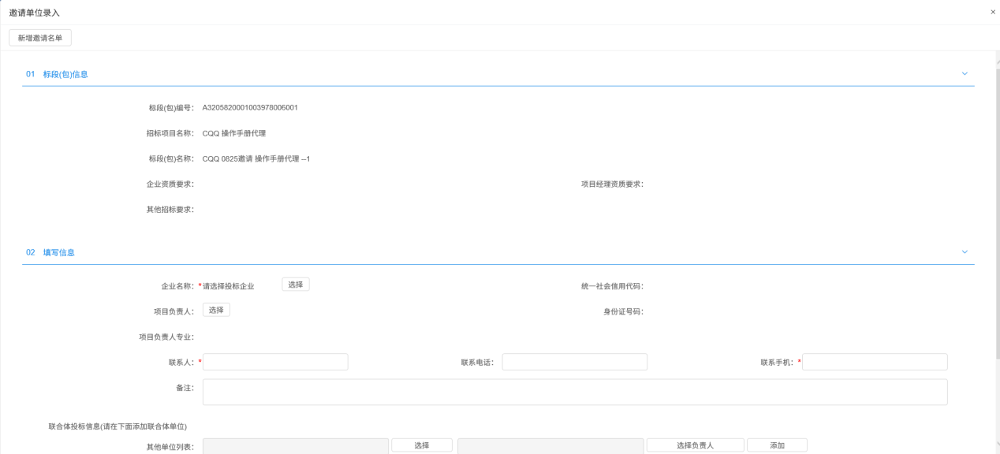 邀请单位录入 ×
新增邀请名单
01 标段(包)信息
标段(包)编号： A3205820001003978006001
招标项目名称： CQQ 操作手册代理
标段(包)名称： CQQ 0825邀请 操作手册代理 --1
企业资质要求： 项目经理资质要求：
其他招标要求：
02 填写信息
企业名称： *请选择投标企业 选择 统一社会信用代码：
项目负责人： 选择 身份证号码：
项目负责人专业：
联系人： * 联系电话： 联系手机： *
备注：
联合体投标信息(请在下面添加联合体单位)
其他单位列表： 选择 选择负责人 添加